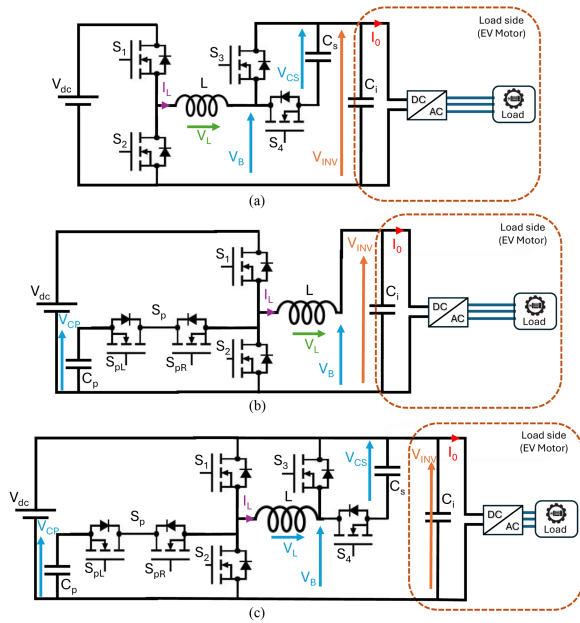 Load side
(EV Motor)
S1
S3
Cs
I0
VCS
Vdc
IL
L
Ci
DC
AC
Load
S2
VL
S4
VB
VINV
(a)
Load side
(EV Motor)
S1
VINV
I0
Vdc
IL
L
Ci
DC
AC
Load
Sp
VCP
S2
VL
SpL
SpR
Cp
VB
(b)
Load side
(EV Motor)
I0
S1
S3
VCS
VINV
Cs
L
IL
Ci
Vdc
Sp
DC
AC
Load
VCP
S2
VL
S4
SpL
SpR
Cp
VB
(c)